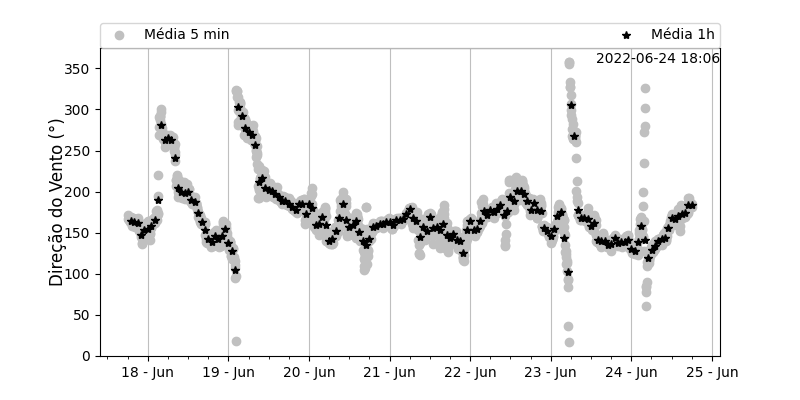 Média 5 min
Média 1h
2022-06-24 18:06
Direção do Vento (°)
350
300
250
200
150
100
50
0
18 - Jun
19 - Jun
20 - Jun
21 - Jun
22 - Jun
23 - Jun
24 - Jun
25 - Jun